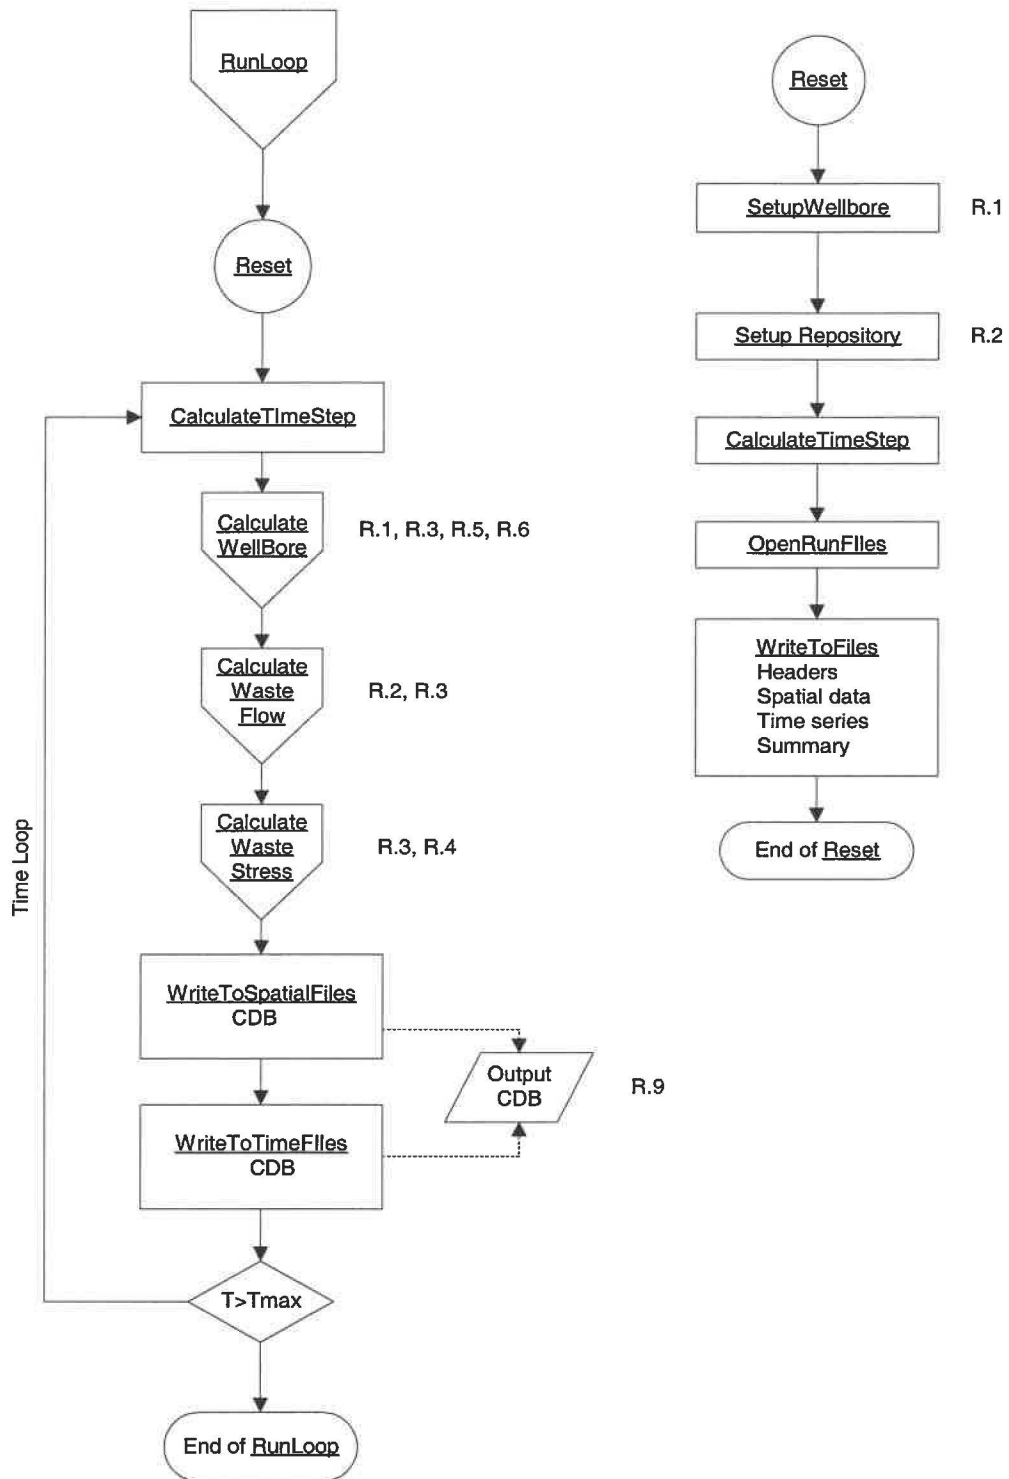 RunLoop
Reset
CalculateTImeStep
Calculate
WellBore
R.1, R.3, R.5, R.6
Calculate
Waste
Flow
R.2, R.3
Calculate
Waste
Stress
R.3, R.4
Time Loop
WriteToSpatialFiles
CDB
Output
CDB
R.9
WriteToTimeFIles
CDB
T>Tmax
End of RunLoop
Reset
SetupWellbore
R.1
Setup Repository
R.2
CalculateTimeStep
OpenRunFIles
WriteToFiles
Headers
Spatial data
Time series
Summary
End of Reset